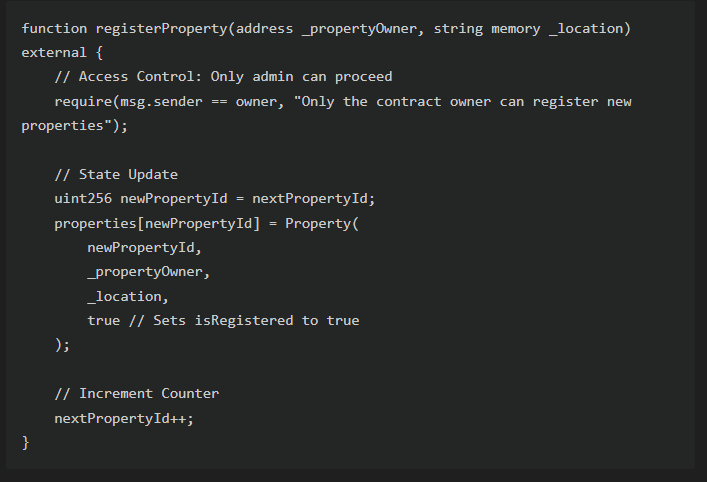 function registerProperty(address _propertyOwner, string memory _location)
external {
    // Access Control: Only admin can proceed
    require(msg.sender == owner, "Only the contract owner can register new
properties");

    // State Update
    uint256 newPropertyId = nextPropertyId;
    properties[newPropertyId] = Property(
        newPropertyId,
        _propertyOwner,
        _location,
        true // Sets isRegistered to true
    );

    // Increment Counter
    nextPropertyId++;
}